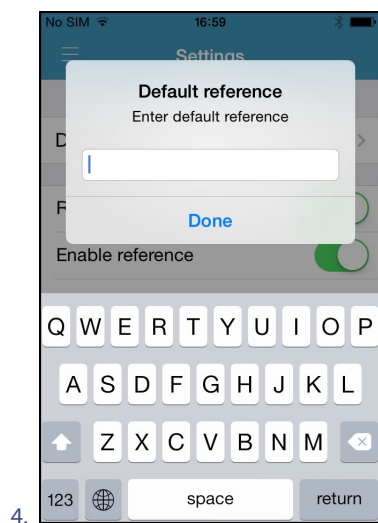 No SIM 16:59
Settings
Default reference
Enter default reference
D
Done
R
Enable reference
Q W E R T Y U I O P
A S D F G H J K L
Z X C V B N M
123 space return
4.